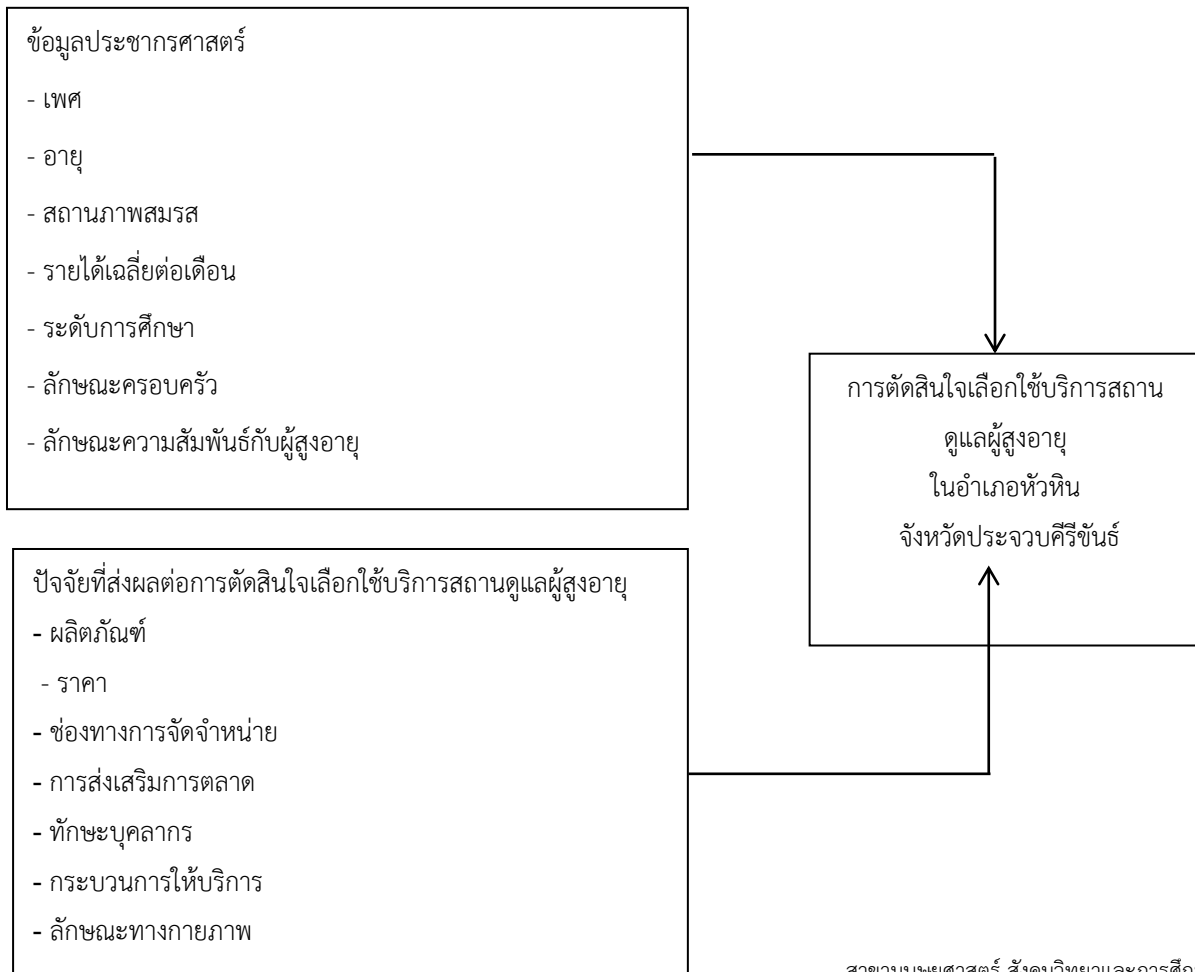 ข้อมูลประชากรศาสตร์
- เพศ
- อายุ
- สถานภาพสมรส
- รายได้เฉลี่ยต่อเดือน
- ระดับการศึกษา
- ลักษณะครอบครัว
- ลักษณะความสัมพันธ์กับผู้สูงอายุ
การตัดสินใจเลือกใช้บริการสถาน
ดูแลผู้สูงอายุ
ในอำเภอหัวหิน
จังหวัดประจวบคีรีขันธ์
ปัจจัยที่ส่งผลต่อการตัดสินใจเลือกใช้บริการสถานดูแลผู้สูงอายุ
- ผลิตภัณฑ์
- ราคา
- ช่องทางการจัดจำหน่าย
- การส่งเสริมการตลาด
- ทักษะบุคลากร
- กระบวนการให้บริการ
- ลักษณะทางกายภาพ